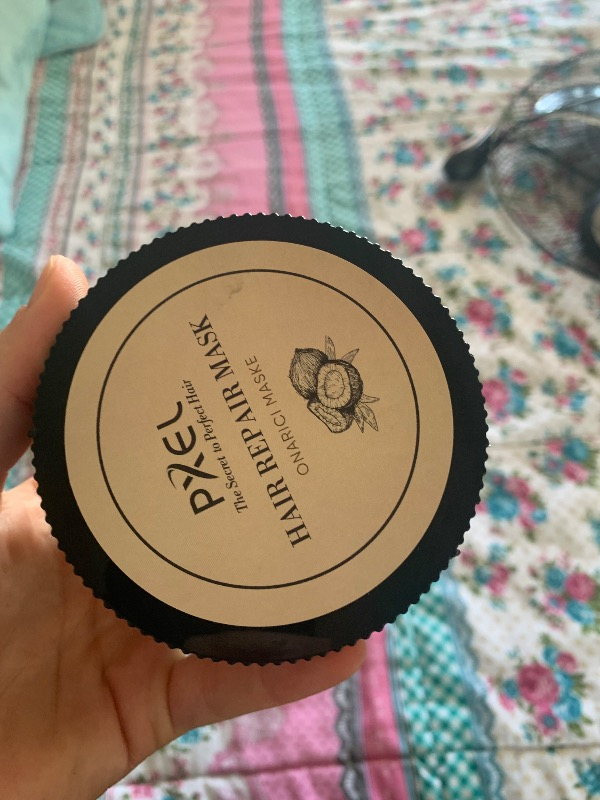 PXEL
The Secret to Perfect Hair
HAIR REPAIR MASK
ONARICI MASKE